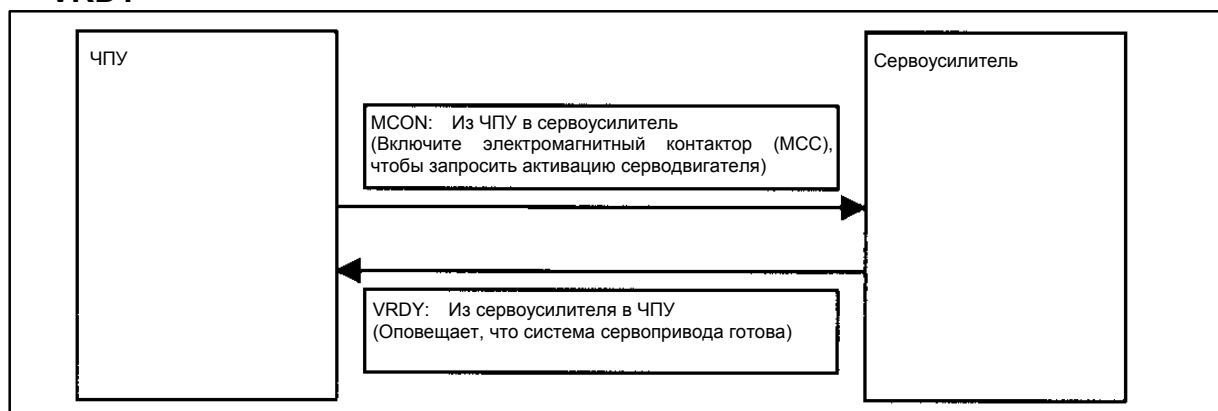 VRDY
ЧПУ
Сервоусилитель
MCON: Из ЧПУ в сервоусилитель
(Включите электромагнитный контактор (MCC),
чтобы запросить активацию серводвигателя)
VRDY: Из сервоусилителя в ЧПУ
(Оповещает, что система сервопривода готова)